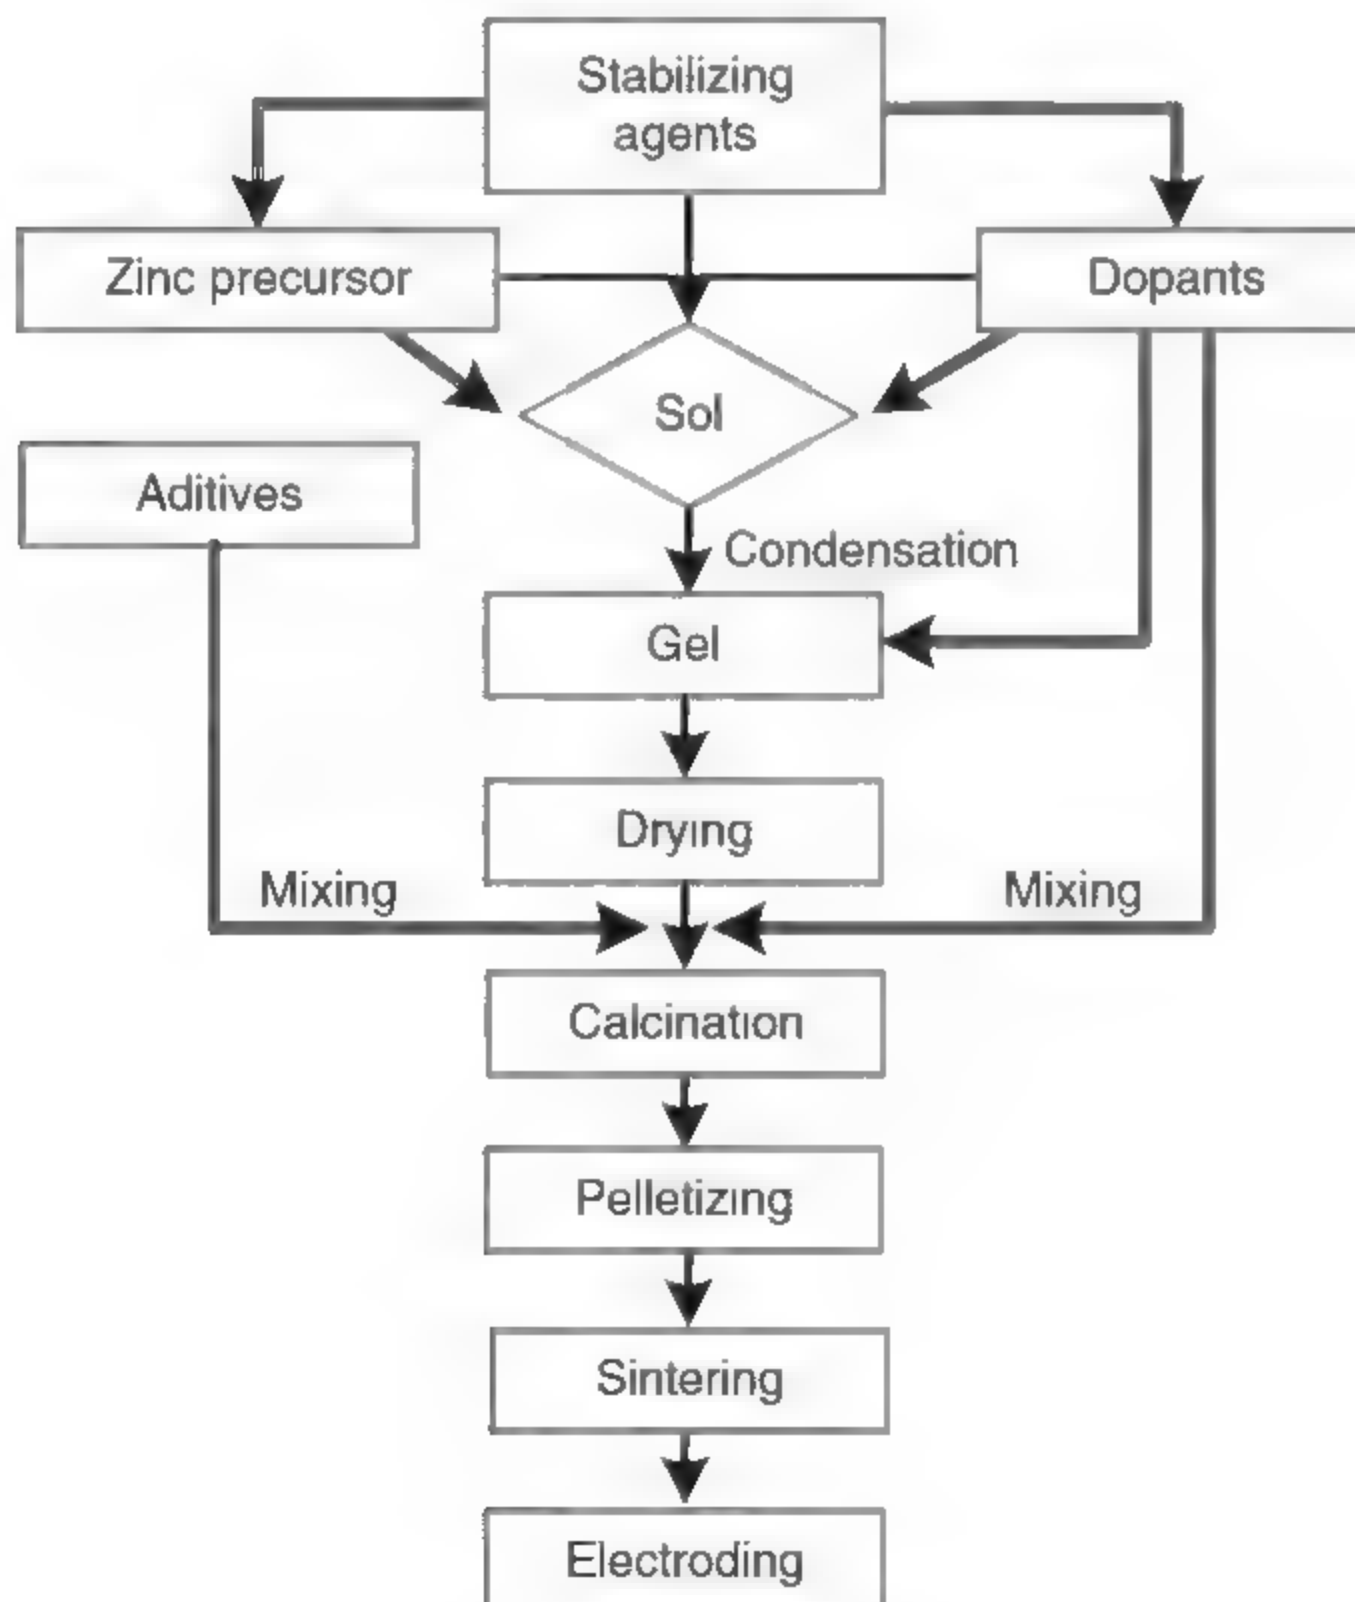 Stabilizing
agents
Zinc precursor
Dopants
Sol
Aditives
Condensation
Gel
Drying
Mixing
Mixing
Calcination
Pelletizing
Sintering
Electroding